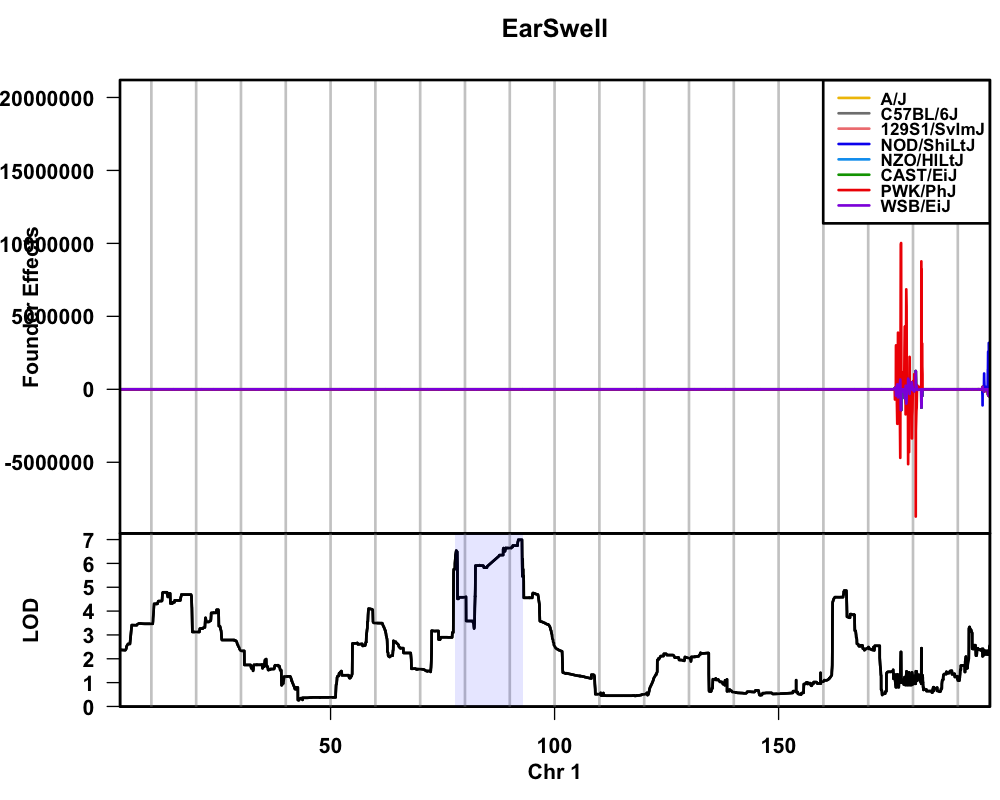 EarSwell
20000000
15000000
10000000
5000000
0
-5000000
Founder Effects
A/J
C57BL/6J
129S1/SvImJ
NOD/ShiLtJ
NZO/HlLtJ
CAST/EiJ
PWK/PhJ
WSB/EiJ
7
6
5
4
3
2
1
0
LOD
50 100 150
Chr 1